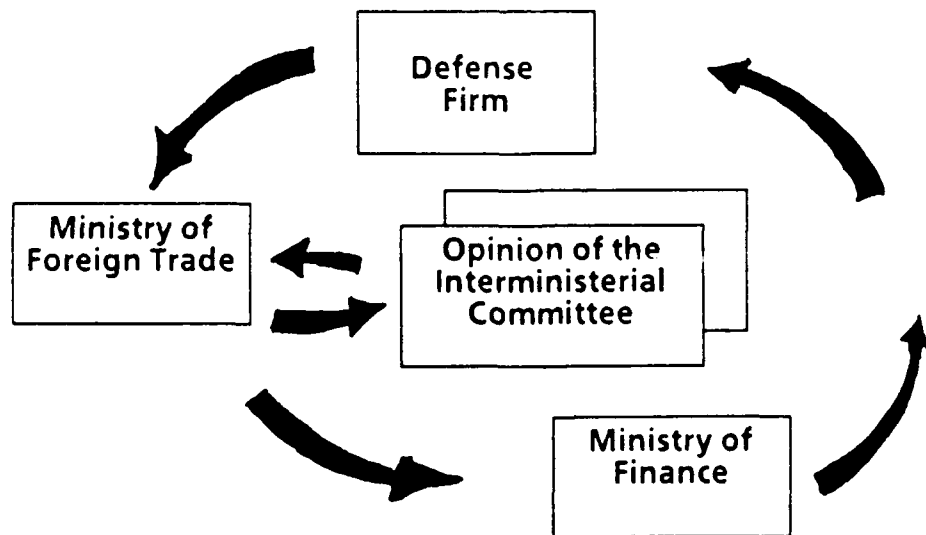 Defense
Firm
Ministry of
Foreign Trade
Opinion of the
Interministerial
Committee
Ministry of
Finance